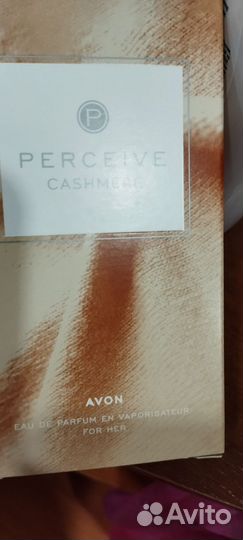 P
PERCEIVE
CASHMERE
AVON
EAU DE PARFUM EN VAPORISATEUR
FOR HER
Avito